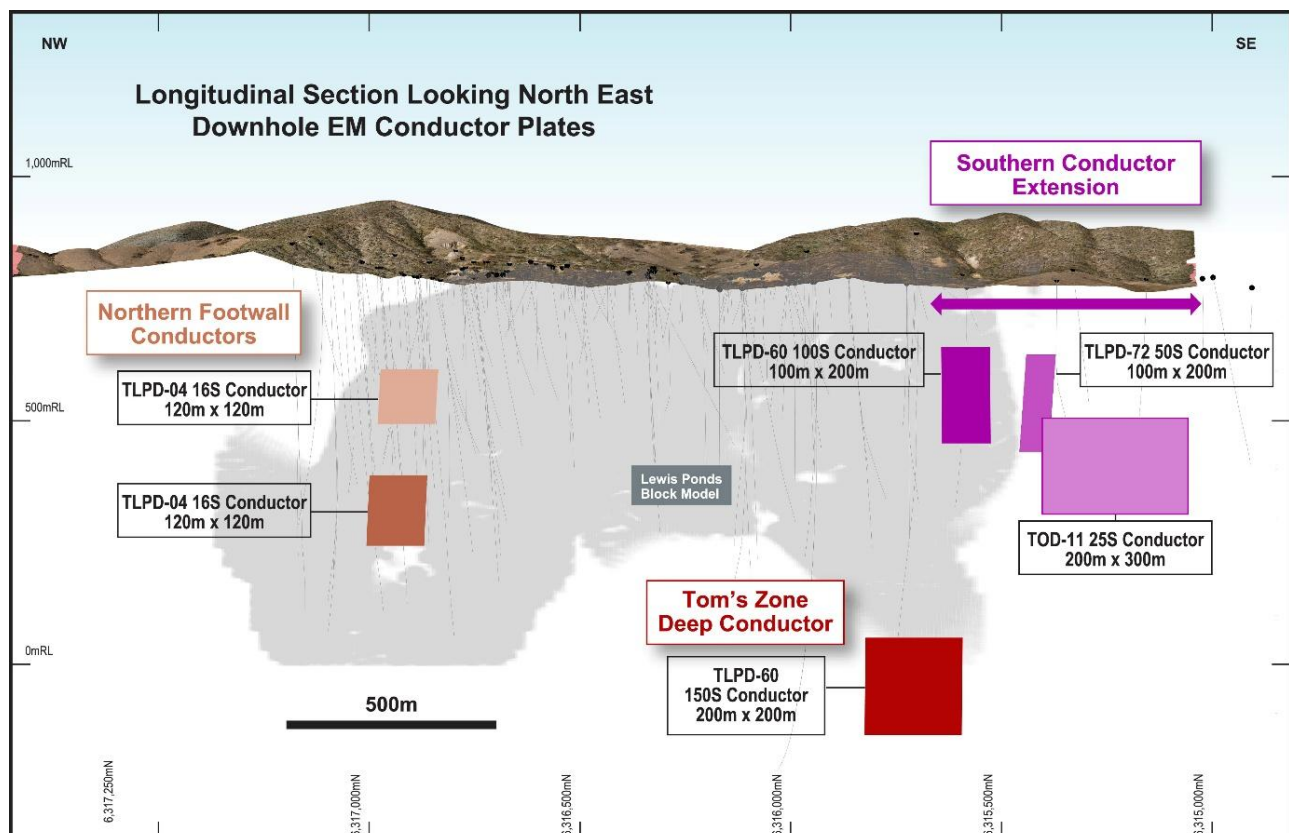 NW
SE
Longitudinal Section Looking North East
Downhole EM Conductor Plates
1,000mRL
Southern Conductor
Extension
Northern Footwall
Conductors
TLPD-60 100S Conductor
100m x 200m
TLPD-72 50S Conductor
100m x 200m
TLPD-04 16S Conductor
120m x 120m
500mRL
Lewis Ponds
Block Model
TLPD-04 16S Conductor
120m x 120m
TOD-11 25S Conductor
200m x 300m
Tom's Zone
Deep Conductor
0mRL
TLPD-60
150S Conductor
200m x 200m
500m
6,317,250mN
6,317,000mN
6,316,500mN
6,316,000mN
6,315,500mN
6,315,000mN